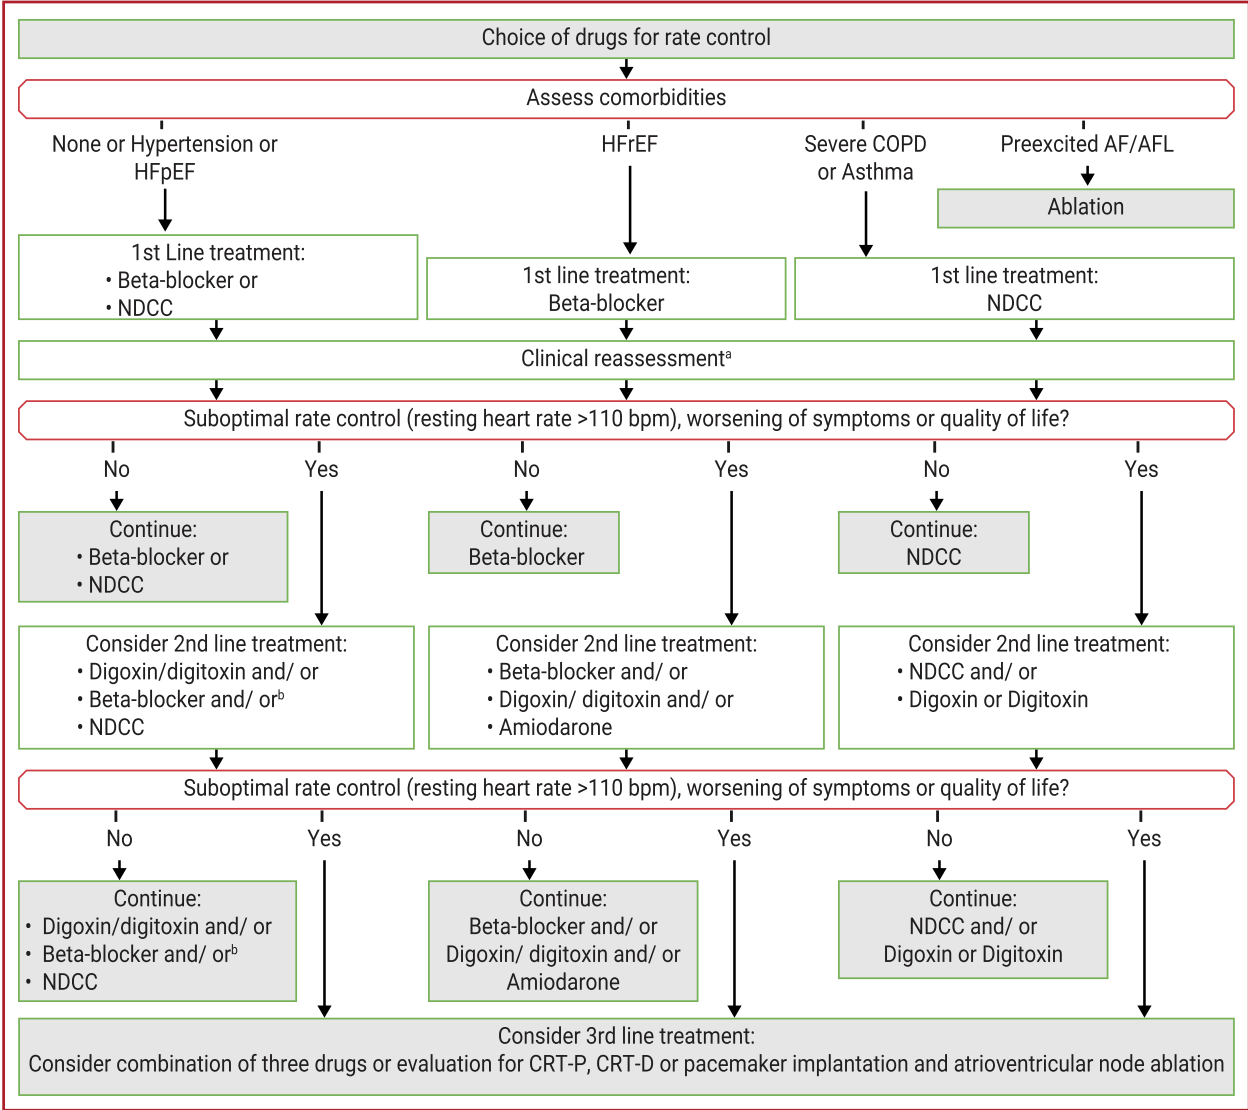 Choice of drugs for rate control
Assess comorbidities
None or Hypertension or
HFpEF
HFrEF
Severe COPD
or Asthma
Preexcited AF/AFL
Ablation
1st Line treatment:
• Beta-blocker or
• NDCC
1st line treatment:
Beta-blocker
1st line treatment:
NDCC
Clinical reassessmentᵃ
Suboptimal rate control (resting heart rate >110 bpm), worsening of symptoms or quality of life?
No
Yes
No
Yes
No
Yes
Continue:
• Beta-blocker or
• NDCC
Continue:
Beta-blocker
Continue:
NDCC
Consider 2nd line treatment:
• Digoxin/digitoxin and/ or
• Beta-blocker and/ orᵇ
• NDCC
Consider 2nd line treatment:
• Beta-blocker and/ or
• Digoxin/ digitoxin and/ or
• Amiodarone
Consider 2nd line treatment:
• NDCC and/ or
• Digoxin or Digitoxin
Suboptimal rate control (resting heart rate >110 bpm), worsening of symptoms or quality of life?
No
Yes
No
Yes
No
Yes
Continue:
• Digoxin/digitoxin and/ or
• Beta-blocker and/ orᵇ
• NDCC
Continue:
Beta-blocker and/ or
Digoxin/ digitoxin and/ or
Amiodarone
Continue:
NDCC and/ or
Digoxin or Digitoxin
Consider 3rd line treatment:
Consider combination of three drugs or evaluation for CRT-P, CRT-D or pacemaker implantation and atrioventricular node ablation